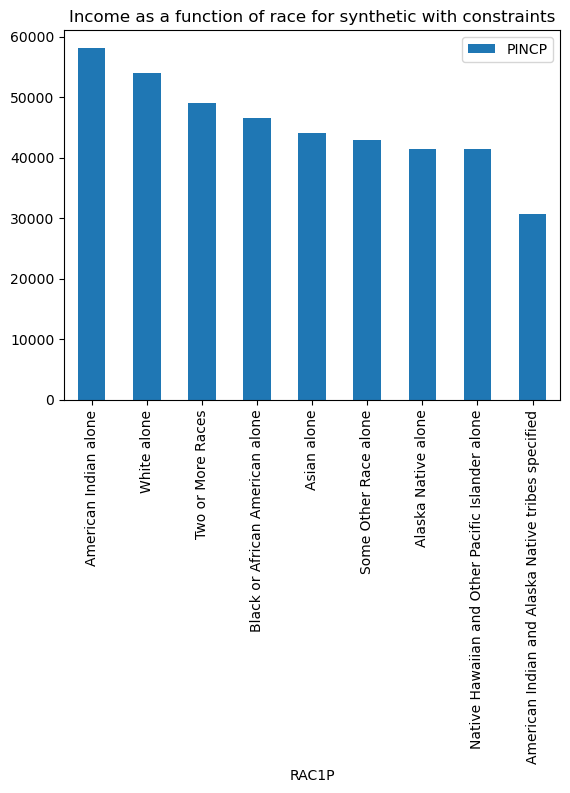 Income as a function of race for synthetic with constraints
PINCP
60000
50000
40000
30000
20000
10000
0
American Indian alone
White alone
Two or More Races
Black or African American alone
Asian alone
Some Other Race alone
Alaska Native alone
Native Hawaiian and Other Pacific Islander alone
American Indian and Alaska Native tribes specified
RAC1P